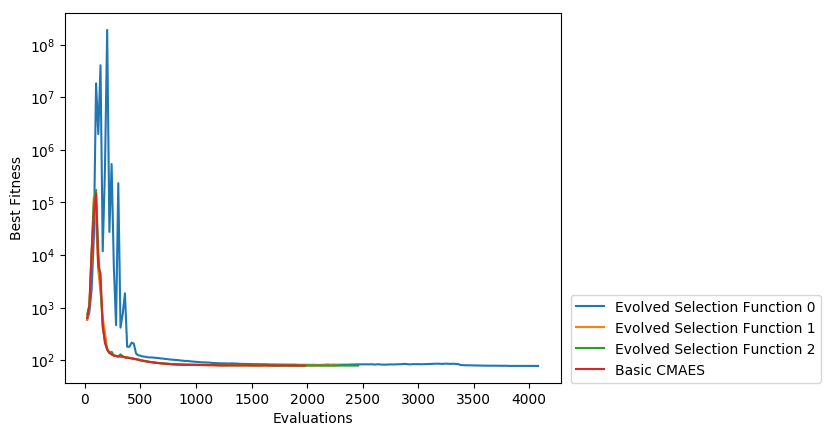 10^8
10^7
10^6
10^5
10^4
10^3
10^2
Best Fitness
0 500 1000 1500 2000 2500 3000 3500 4000
Evaluations
Evolved Selection Function 0
Evolved Selection Function 1
Evolved Selection Function 2
Basic CMAES